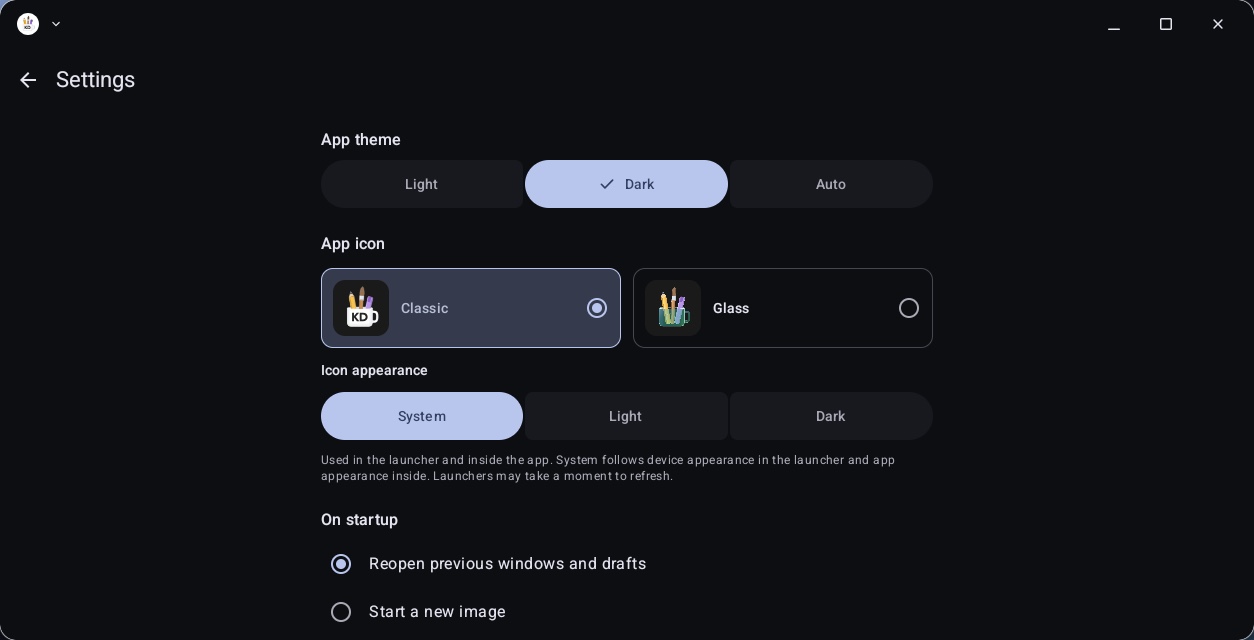 KD
Settings
App theme
Light
Dark
Auto
App icon
KD
Classic
Glass
Icon appearance
System
Light
Dark
Used in the launcher and inside the app. System follows device appearance in the launcher and app
appearance inside. Launchers may take a moment to refresh.
On startup
Reopen previous windows and drafts
Start a new image